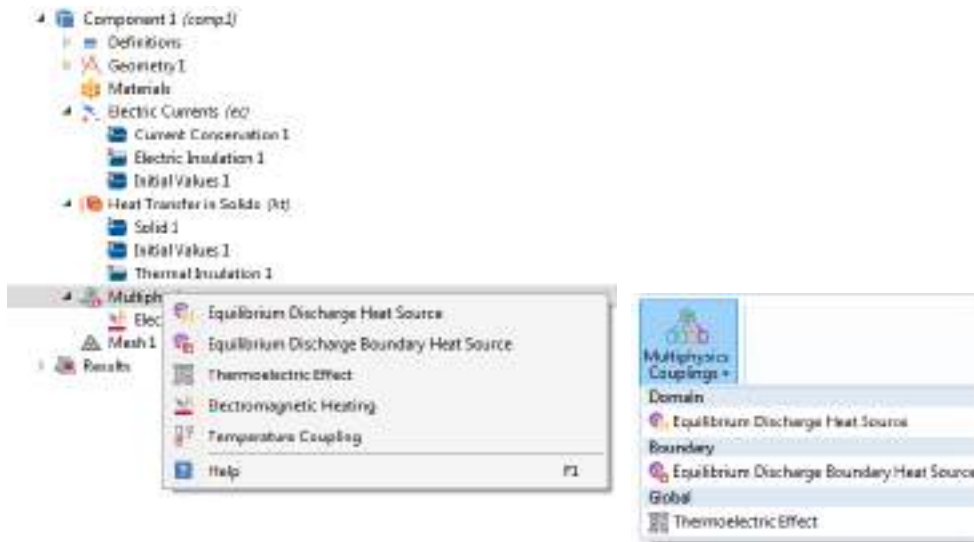 Component 1 (comp1)
Definitions
Geometry 1
Materials
Electric Currents (ec)
Current Conservation 1
Electric Insulation 1
Initial Values 1
Heat Transfer in Solids (ht)
Solid 1
Initial Values 1
Thermal Insulation 1
Multiph
Elec
Mesh 1
Results
Equilibrium Discharge Heat Source
Equilibrium Discharge Boundary Heat Source
Thermoelectric Effect
Electromagnetic Heating
Temperature Coupling
Help F1
Multiphysics
Couplings
Domain
Equilibrium Discharge Heat Source
Boundary
Equilibrium Discharge Boundary Heat Source
Global
Thermoelectric Effect